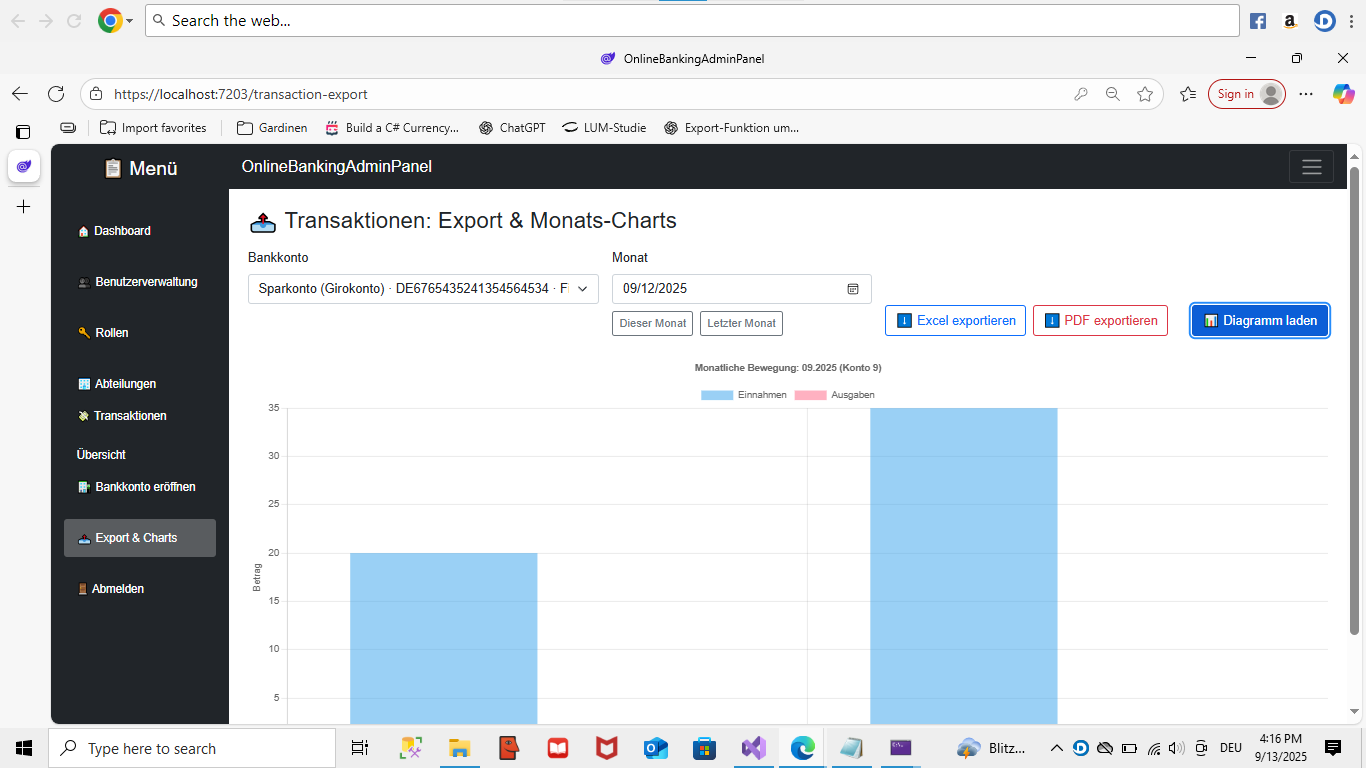 Search the web...
OnlineBankingAdminPanel
https://localhost:7203/transaction-export
Sign in
Import favorites
Gardinen
Build a C# Currency...
ChatGPT
LUM-Studie
Export-Funktion um...
Menü
OnlineBankingAdminPanel
Dashboard
Benutzerverwaltung
Rollen
Abteilungen
Transaktionen
Übersicht
Bankkonto eröffnen
Export & Charts
Abmelden
Transaktionen: Export & Monats-Charts
Bankkonto
Monat
Sparkonto (Girokonto) · DE6765435241354564534 ·
09/12/2025
Dieser Monat
Letzter Monat
Excel exportieren
PDF exportieren
Diagramm laden
Monatliche Bewegung: 09.2025 (Konto 9)
Einnahmen
Ausgaben
35
30
25
20
15
10
5
Betrag
Type here to search
Blitz...
DEU
4:16 PM
9/13/2025